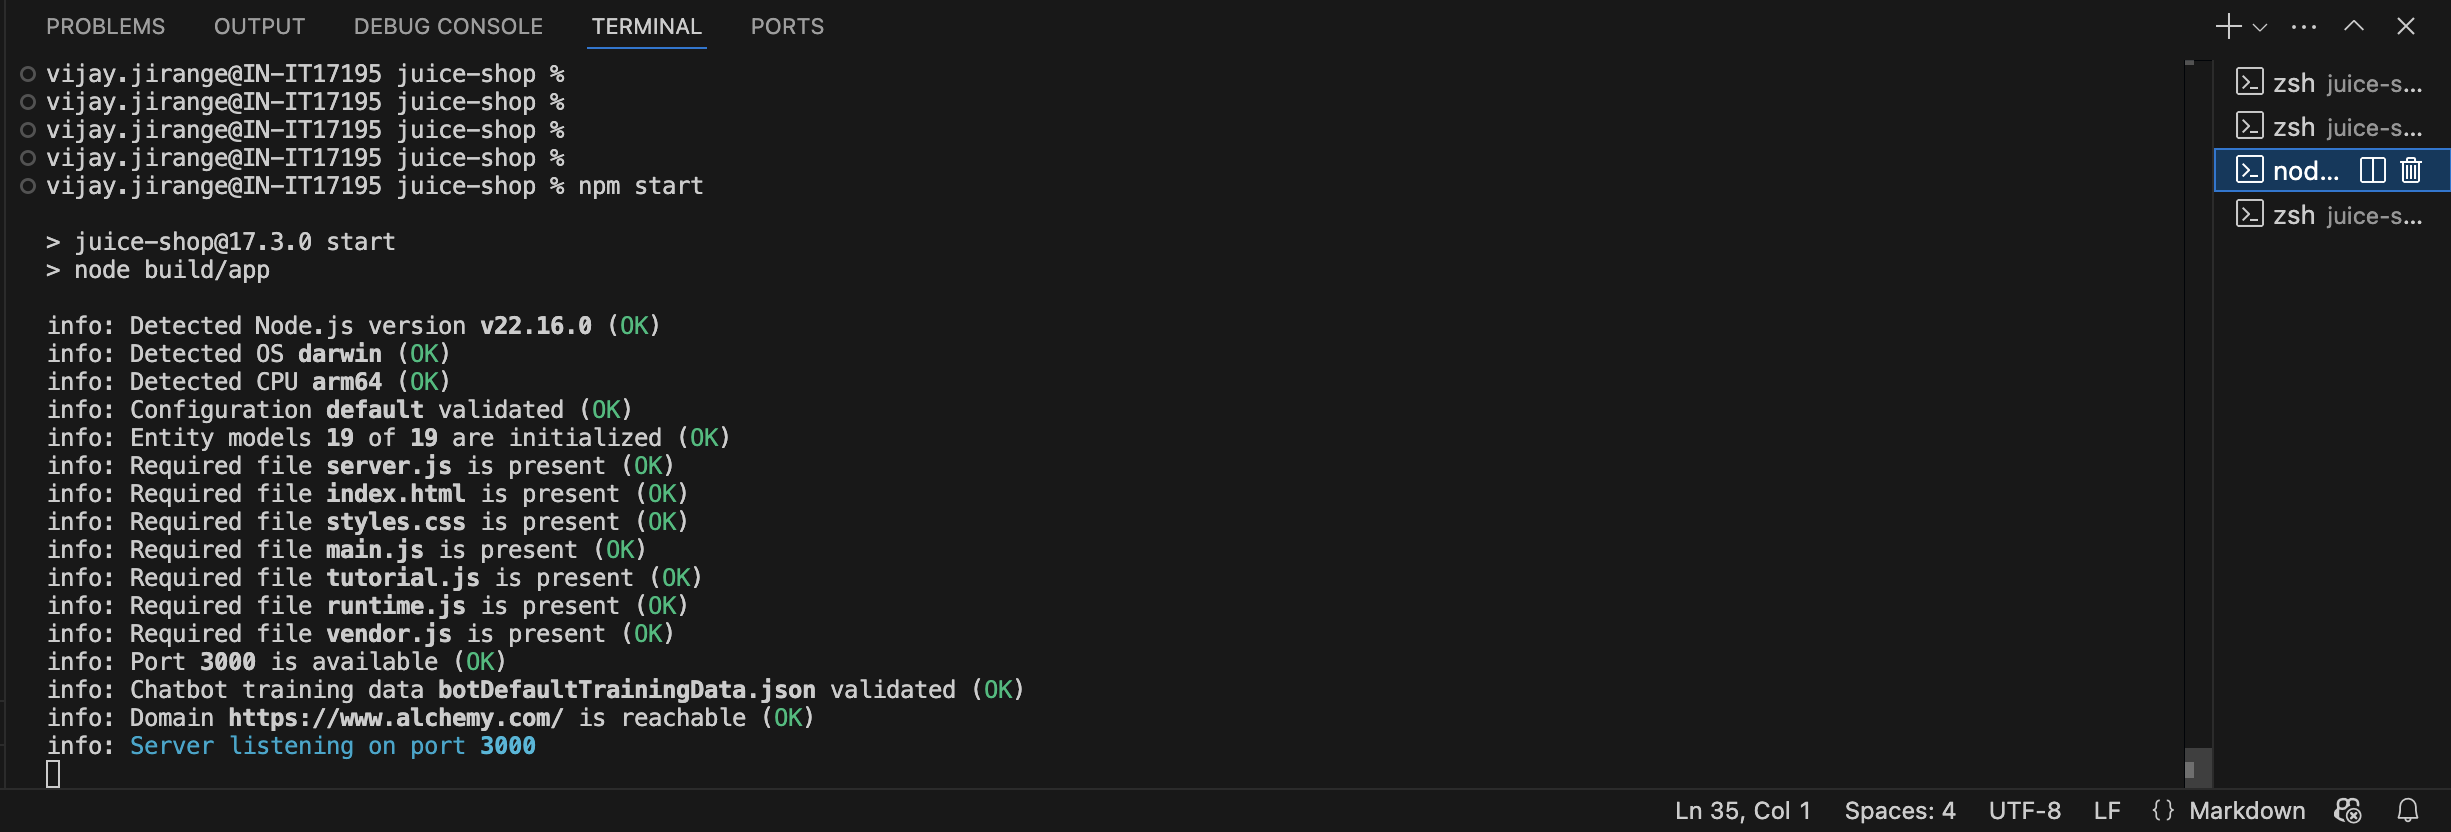 PROBLEMS OUTPUT DEBUG CONSOLE TERMINAL PORTS
vijay.jirange@IN-IT17195 juice-shop %
vijay.jirange@IN-IT17195 juice-shop %
vijay.jirange@IN-IT17195 juice-shop %
vijay.jirange@IN-IT17195 juice-shop %
vijay.jirange@IN-IT17195 juice-shop % npm start
> juice-shop@17.3.0 start
> node build/app
info: Detected Node.js version v22.16.0 (OK)
info: Detected OS darwin (OK)
info: Detected CPU arm64 (OK)
info: Configuration default validated (OK)
info: Entity models 19 of 19 are initialized (OK)
info: Required file server.js is present (OK)
info: Required file index.html is present (OK)
info: Required file styles.css is present (OK)
info: Required file main.js is present (OK)
info: Required file tutorial.js is present (OK)
info: Required file runtime.js is present (OK)
info: Required file vendor.js is present (OK)
info: Port 3000 is available (OK)
info: Chatbot training data botDefaultTrainingData.json validated (OK)
info: Domain https://www.alchemy.com/ is reachable (OK)
info: Server listening on port 3000
zsh juice-s...
zsh juice-s...
nod...
zsh juice-s...
Ln 35, Col 1 Spaces: 4 UTF-8 LF {} Markdown